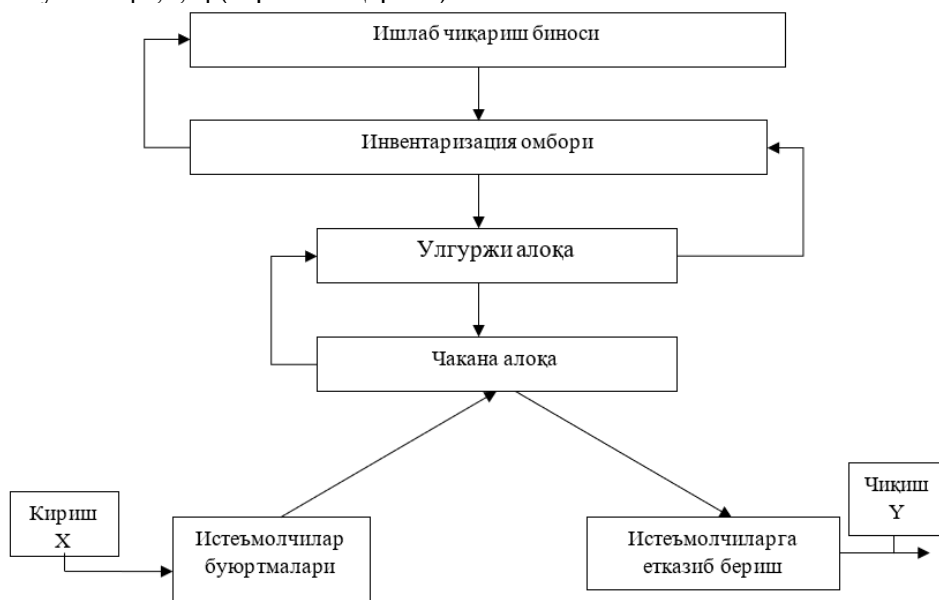 Ишлаб чиқариш биноси
Инвентаризация омбори
Улгуржи алоқа
Чакана алоқа
Кириш
X
Истеъмолчилар
буюртмалари
Истеъмолчиларга
етказиб бериш
Чиқиш
Y